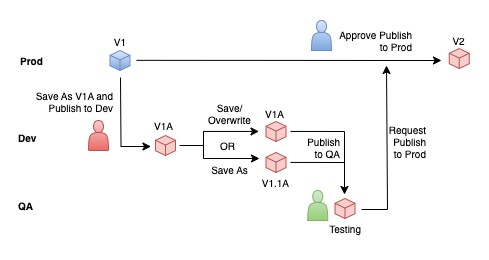 V1
Approve Publish
to Prod
V2
Prod
Save As V1A and
Publish to Dev
Save/
Overwrite
V1A
V1A
Dev
OR
Publish
to QA
Request
Publish
to Prod
Save As
V1.1A
QA
Testing